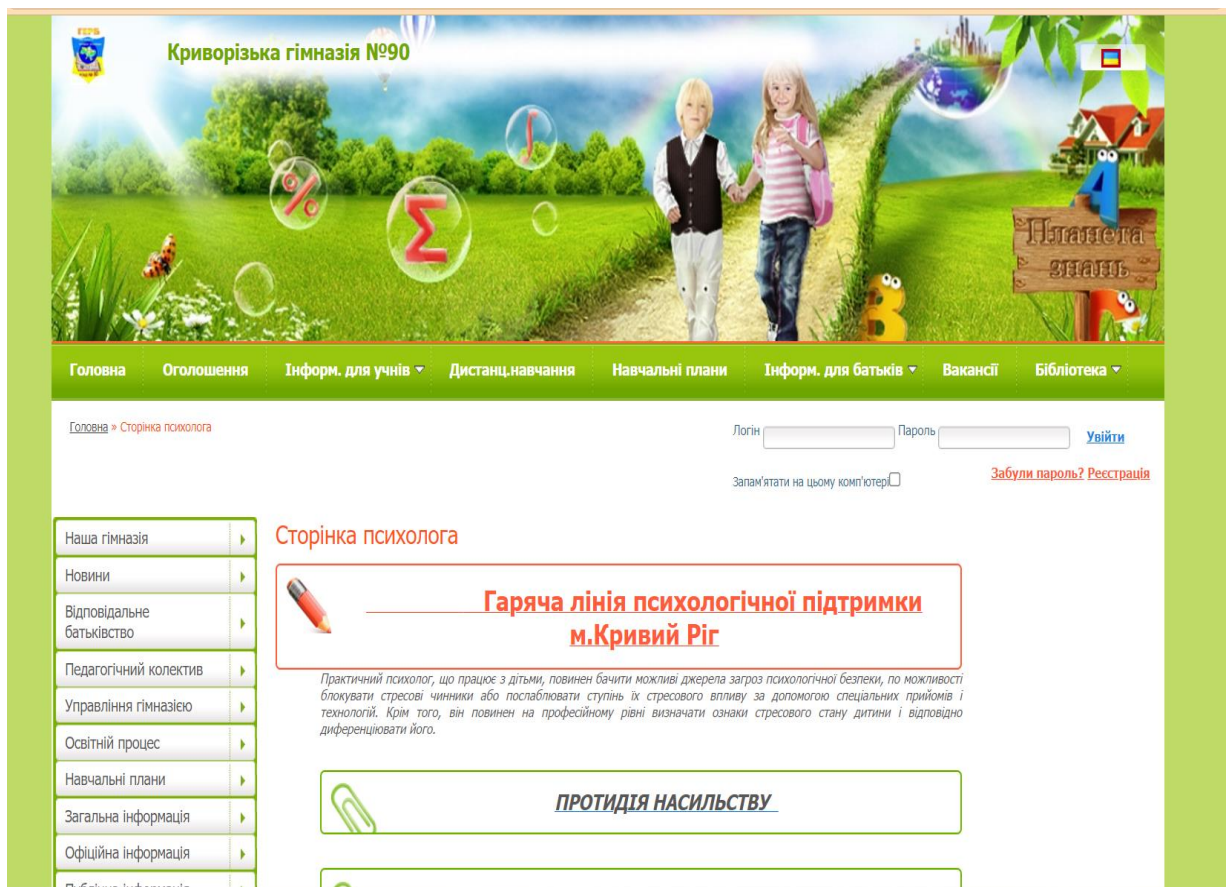 Криворізька гімназія №90
Планета
знань
Головна
Оголошення
Інформ. для учнів
Дистанц.навчання
Навчальні плани
Інформ. для батьків
Вакансії
Бібліотека
Головна » Сторінка психолога
Логін
Пароль
Увійти
Запам'ятати на цьому комп'ютері
Забули пароль? Реєстрація
Наша гімназія
Новини
Відповідальне
батьківство
Педагогічний колектив
Управління гімназією
Освітній процес
Навчальні плани
Загальна інформація
Офіційна інформація
Сторінка психолога
Гаряча лінія психологічної підтримки
м.Кривий Ріг
Практичний психолог, що працює з дітьми, повинен бачити можливі джерела загроз психологічної безпеки, по можливості
блокувати стресові чинники або послаблювати ступінь їх стресового впливу за допомогою спеціальних прийомів і
технологій. Крім того, він повинен на професійному рівні визначати ознаки стресового стану дитини і відповідно
диференціювати його.
ПРОТИДІЯ НАСИЛЬСТВУ